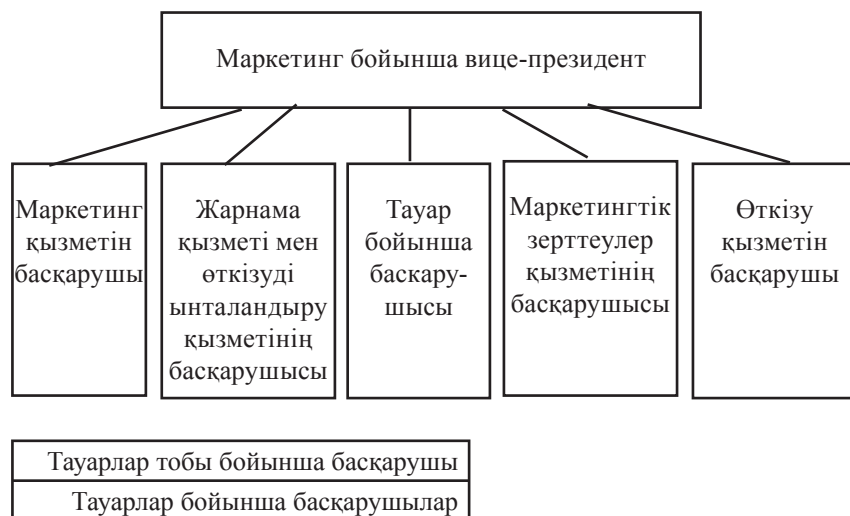 Маркетинг бойынша вице-президент
Маркетинг
қызметін
басқарушы
Жарнама
қызметі мен
өткізуді
ынталандыру
қызметінің
басқарушысы
Тауар
бойынша
баскару-
шысы
Маркетингтік
зерттеулер
қызметінің
басқарушысы
Өткізу
қызметін
басқарушы
Тауарлар тобы бойынша басқарушы
Тауарлар бойынша басқарушылар